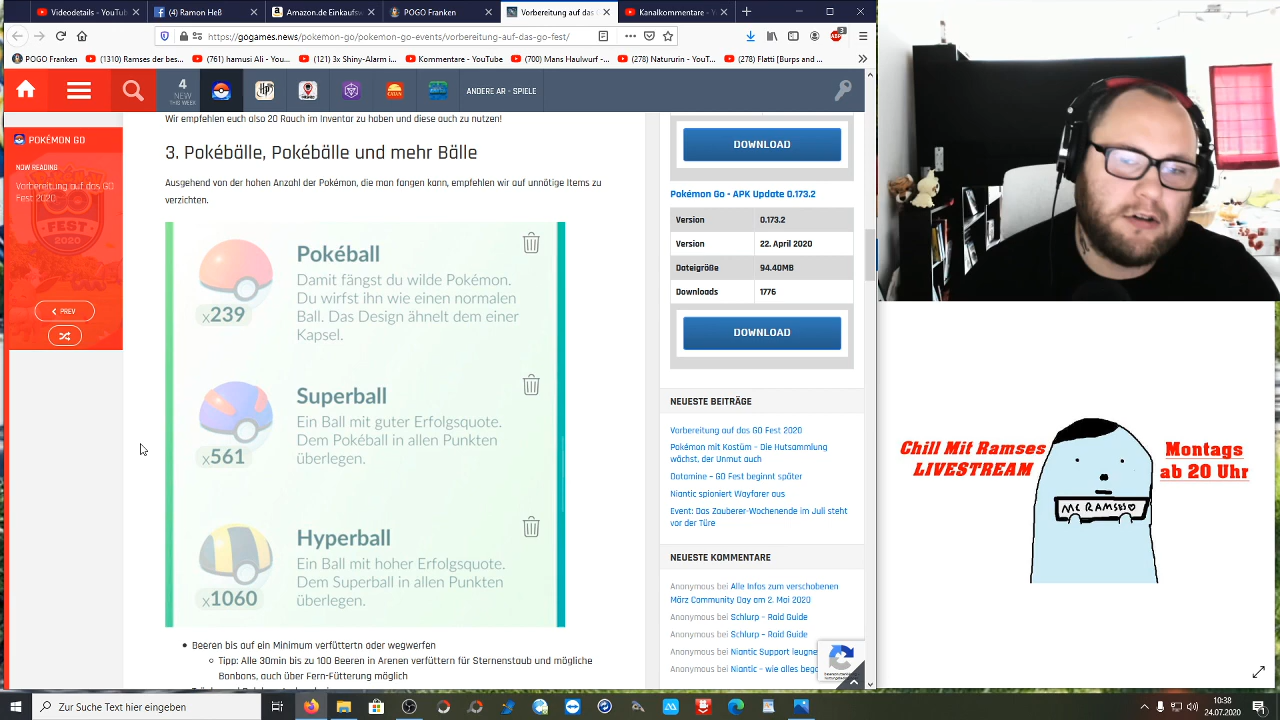 Videodetails - YouTube
(4) Ramon Heß
Amazon.de Einkaufswa
POGO Franken
Vorbereitung auf das GO Fest
Kanalkommentare - YouTube
https://gogames.news/pokemon-go/pokemon-go-events/vorbereitung-auf-das-go-fest/
POGO Franken
(1310) Ramses der bes...
(761) hamusi Ali - You...
(121) 3x Shiny-Alarm i...
Kommentare - YouTube
(700) Mans Haulwurf - ...
(278) Natururin - YouT...
(278) Flatti [Burps and ...
4
NEW
THIS WEEK
ANDERE AR - SPIELE
POKÉMON GO
NOW READING
Vorbereitung auf das GO
Fest 2020
FEST
2020
PREV
Wir empfehlen euch also 20 Rauch im Inventar zu haben und diese auch zu nutzen!
3. Pokébälle, Pokébälle und mehr Bälle
Ausgehend von der hohen Anzahl der Pokémon, die man fangen kann, empfehlen wir auf unnötige Items zu
verzichten.
Pokéball
Damit fängst du wilde Pokémon.
Du wirfst ihn wie einen normalen
Ball. Das Design ähnelt dem einer
Kapsel.
x239
Superball
Ein Ball mit guter Erfolgsquote.
Dem Pokéball in allen Punkten
überlegen.
x561
Hyperball
Ein Ball mit hoher Erfolgsquote.
Dem Superball in allen Punkten
überlegen.
x1060
Beeren bis auf ein Minimum verfüttertn oder wegwerfen
Tipp: Alle 30min bis zu 100 Beeren in Arenen verfüttern für Sternenstaub und mögliche
Bonbons, auch über Fern-Fütterung möglich
DOWNLOAD
Pokémon Go - APK Update 0.173.2
Version 0.173.2
Version 22. April 2020
Dateigröße 94.40MB
Downloads 1776
DOWNLOAD
NEUESTE BEITRÄGE
Vorbereitung auf das GO Fest 2020
Pokémon mit Kostüm – Die Hutsammlung
wächst, der Unmut auch
Datamine – GO Fest beginnt später
Niantic spioniert Wayfarer aus
Event: Das Zauberer-Wochenende im Juli steht
vor der Türe
NEUESTE KOMMENTARE
Anonymous bei Alle Infos zum verschobenen
März Community Day am 2. Mai 2020
Anonymous bei Schlurp – Raid Guide
Anonymous bei Schlurp – Raid Guide
Anonymous bei Niantic Support leugne
Anonymous bei Niantic – wie alles bega
Chill Mit Ramses
LIVESTREAM
MC RAMSES
Montags
ab 20 Uhr
Zur Suche Text hier eingeben
10:38
24.07.2020